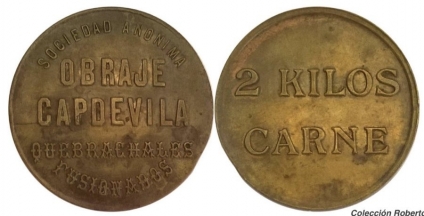 SOCIEDAD ANONIMA
OBRAJE
CAPDEVILA
QUEBRACHALES
FUSIONADOS
2 KILOS
CARNE
Colección Roberto